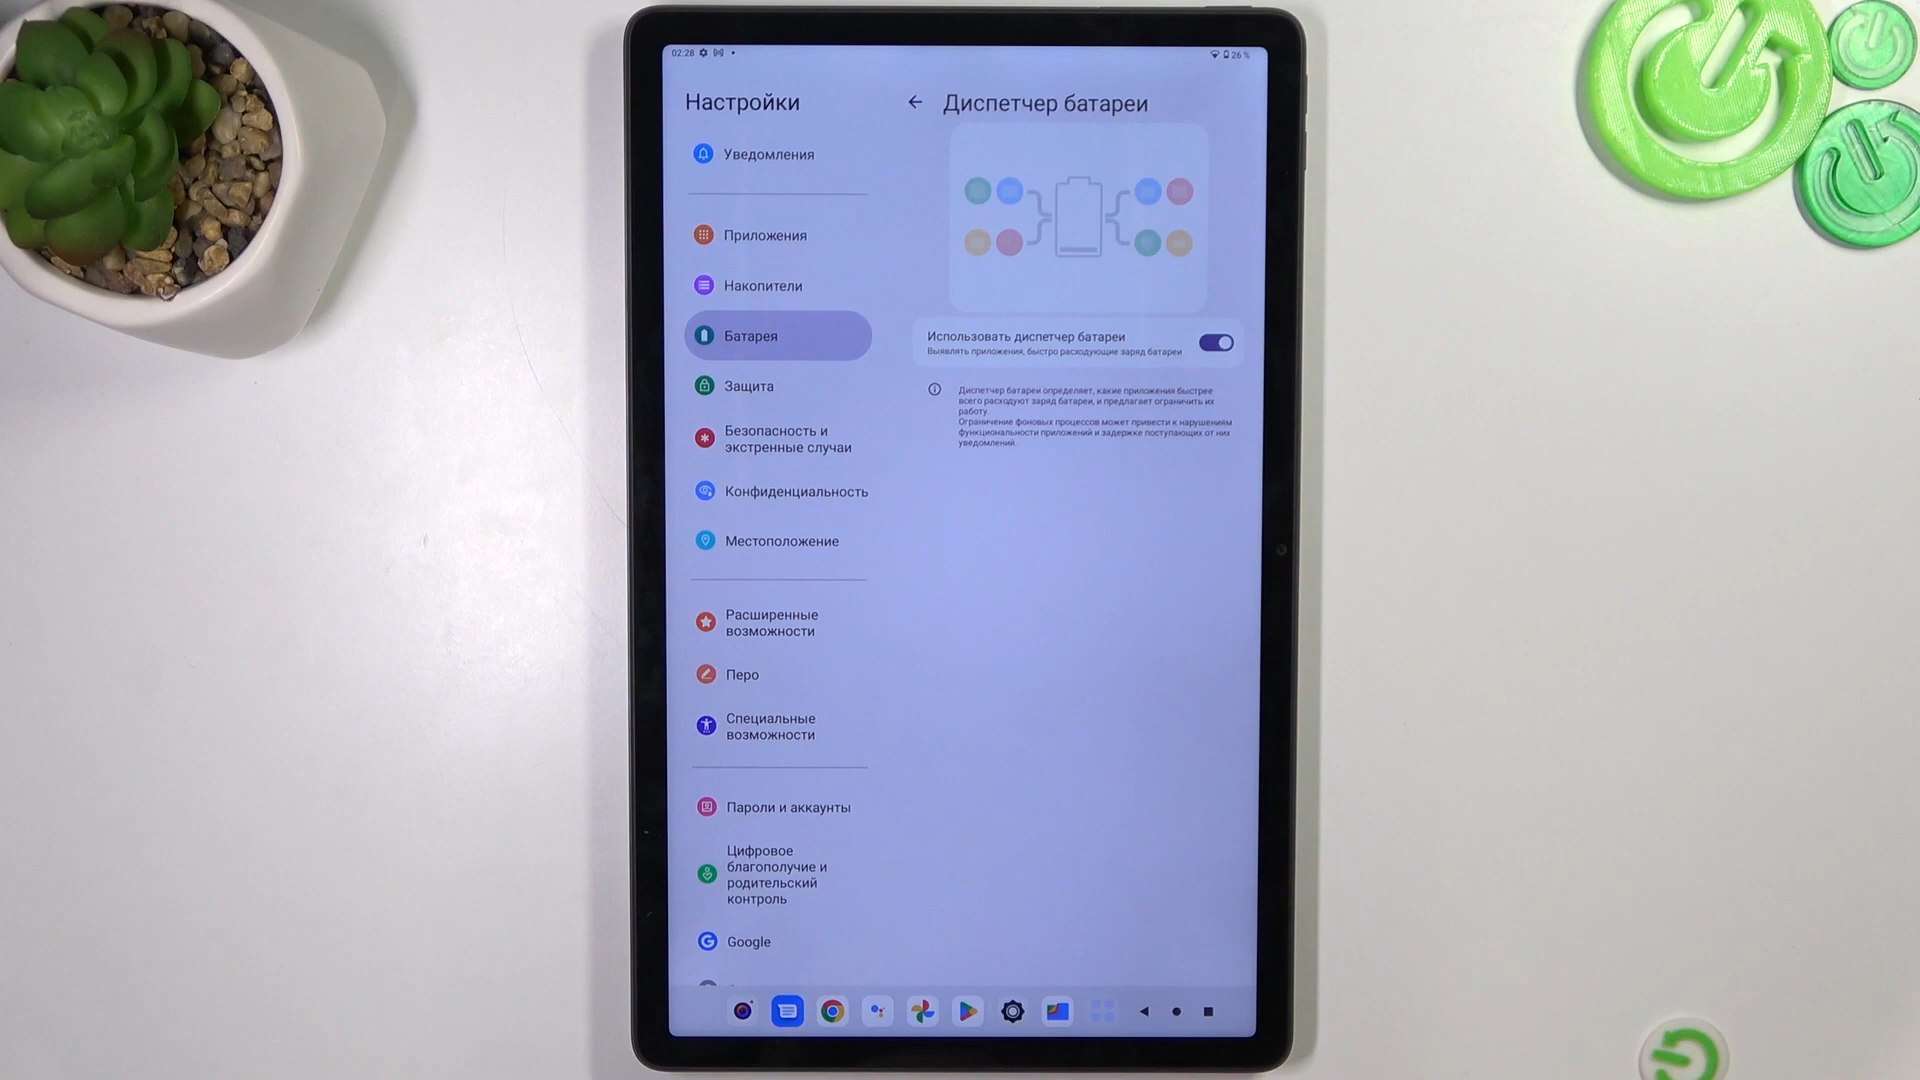 02:28
26 %
Настройки
Уведомления
Приложения
Накопители
Батарея
Защита
Безопасность и
экстренные случаи
Конфиденциальность
Местоположение
Расширенные
возможности
Перо
Специальные
возможности
Пароли и аккаунты
Цифровое
благополучие и
родительский
контроль
Google
Диспетчер батареи
Использовать диспетчер батареи
Выявлять приложения, быстро расходующие заряд батареи
Диспетчер батареи определяет, какие приложения быстрее
всего расходуют заряд батареи, и предлагает ограничить их
работу.
Ограничение фоновых процессов может привести к нарушениям
функциональности приложений и задержке поступающих от них
уведомлений.